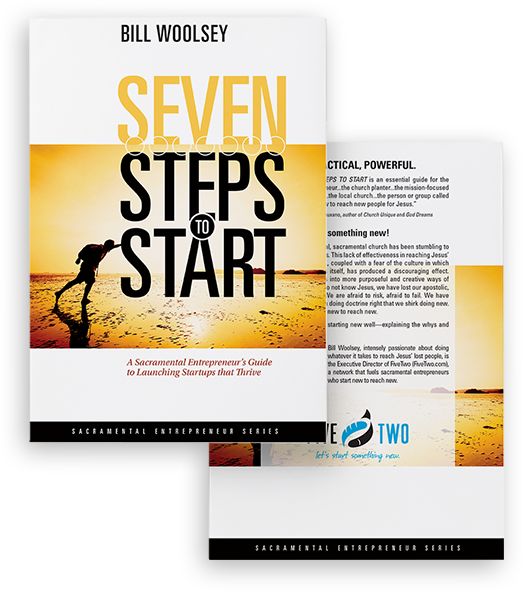 BILL WOOLSEY
SEVEN
STEPS
TO
START
A Sacramental Entrepreneur's Guide
to Launching Startups that Thrive
SACRAMENTAL ENTREPRENEUR SERIES
POWERFUL.
TO START is an essential guide for the
church planter...the mission-focused
local church...the person or group called
to reach new people for Jesus."
author of Church Unique and God Dreams
something new!
sacramental church has been stumbling to
This lack of effectiveness in reaching Jesus'
coupled with a fear of the culture in which
itself, has produced a discouraging effect.
into more purposeful and creative ways of
not know Jesus, we have lost our apostolic,
We are afraid to risk, afraid to fail. We have
doing doctrine right that we shirk doing new.
new to reach new.
starting new well—explaining the whys and
Bill Woolsey, intensely passionate about doing
whatever it takes to reach Jesus' lost people, is
the Executive Director of FiveTwo (FiveTwo.com),
a network that fuels sacramental entrepreneurs
who start new to reach new.
TWO
let's start something new.
SACRAMENTAL ENTREPRENEUR SERIES